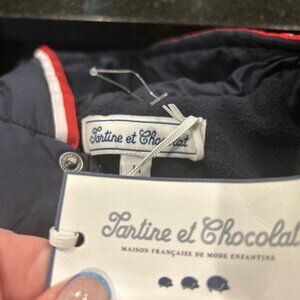 Tartine et Chocolat
Tartine et Chocolat
MAISON FRANÇAISE DE MODE ENFANTINE